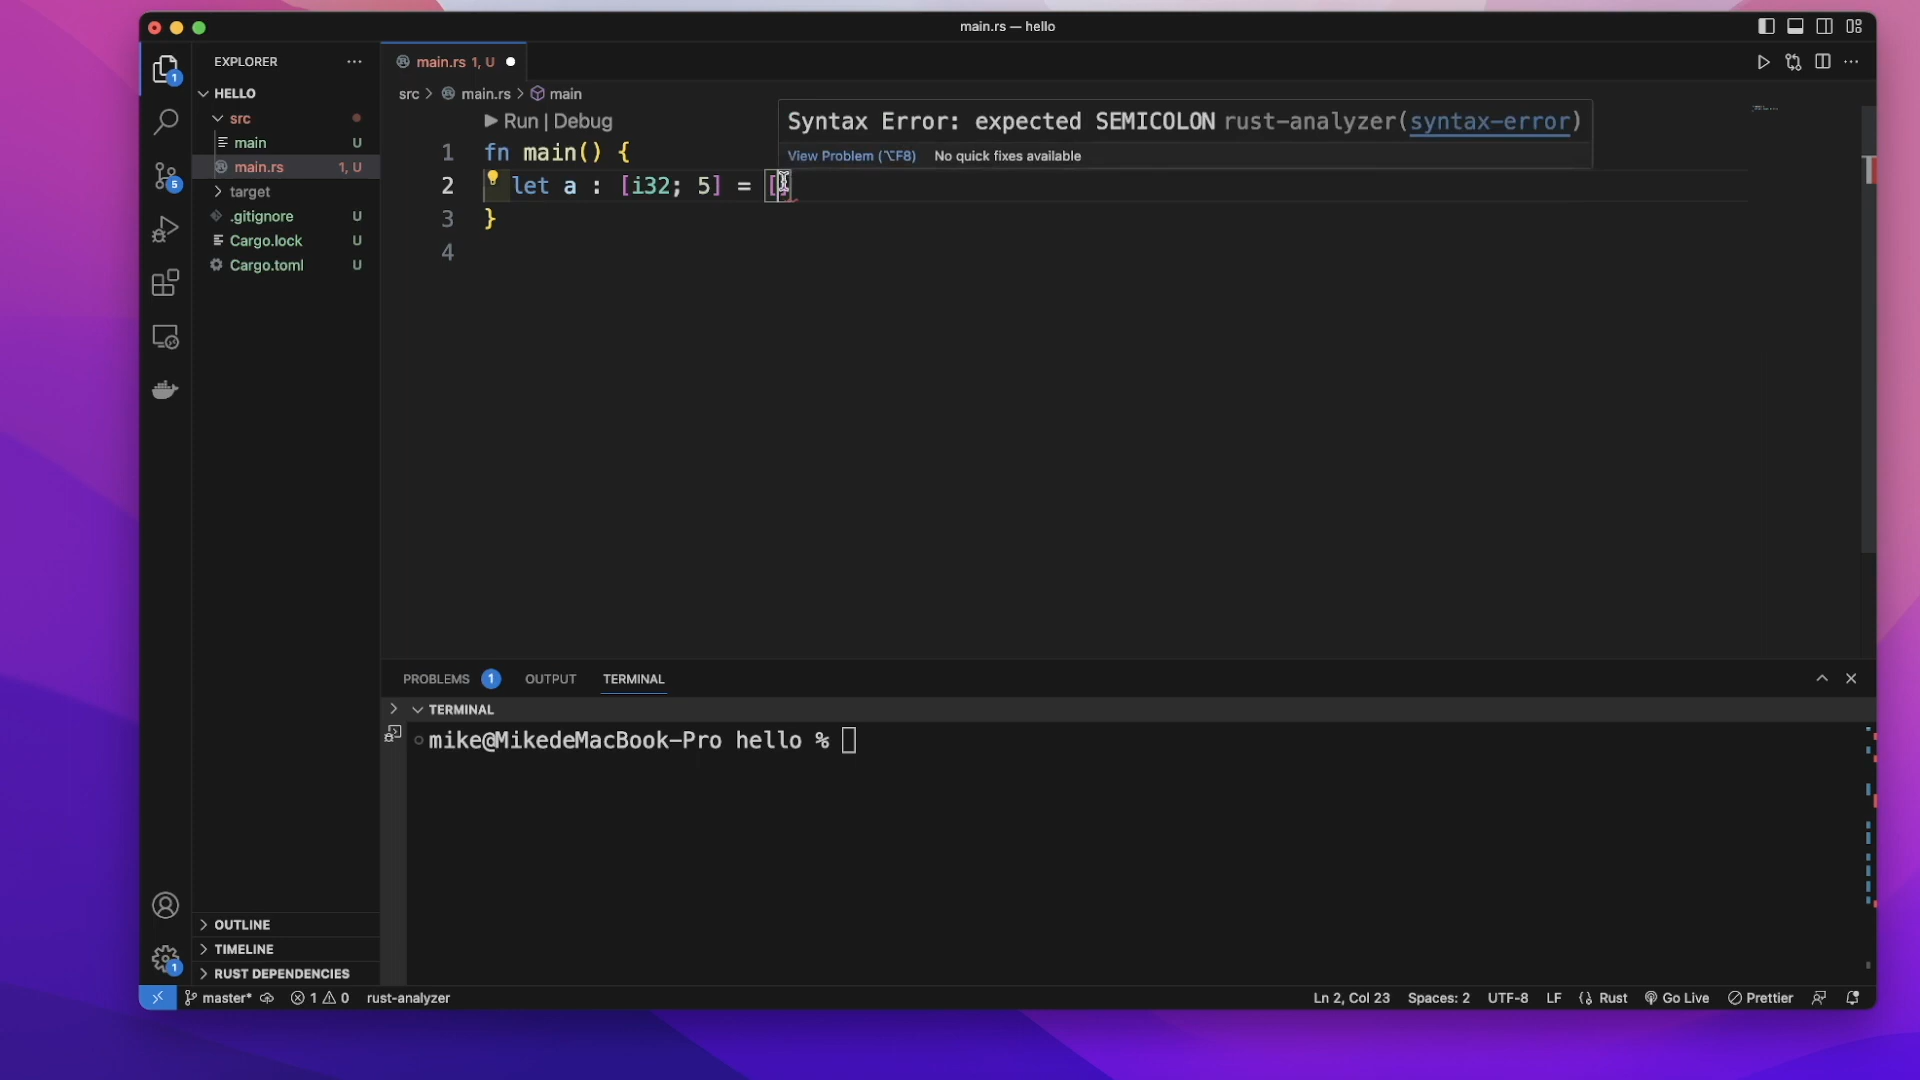 main.rs — hello
EXPLORER
main.rs 1, U
HELLO
src > main.rs > main
src
Run | Debug
Syntax Error: expected SEMICOLON rust-analyzer(syntax-error)
View Problem (⌥F8) No quick fixes available
main U
1 fn main() {
main.rs 1, U
2 let a : [i32; 5] = []
target
3 }
.gitignore U
Cargo.lock U
4
Cargo.toml U
1
5
PROBLEMS 1 OUTPUT TERMINAL
TERMINAL
mike@MikedeMacBook-Pro hello %
OUTLINE
TIMELINE
1
RUST DEPENDENCIES
master* 1 0 rust-analyzer Ln 2, Col 23 Spaces: 2 UTF-8 LF {} Rust Go Live Prettier